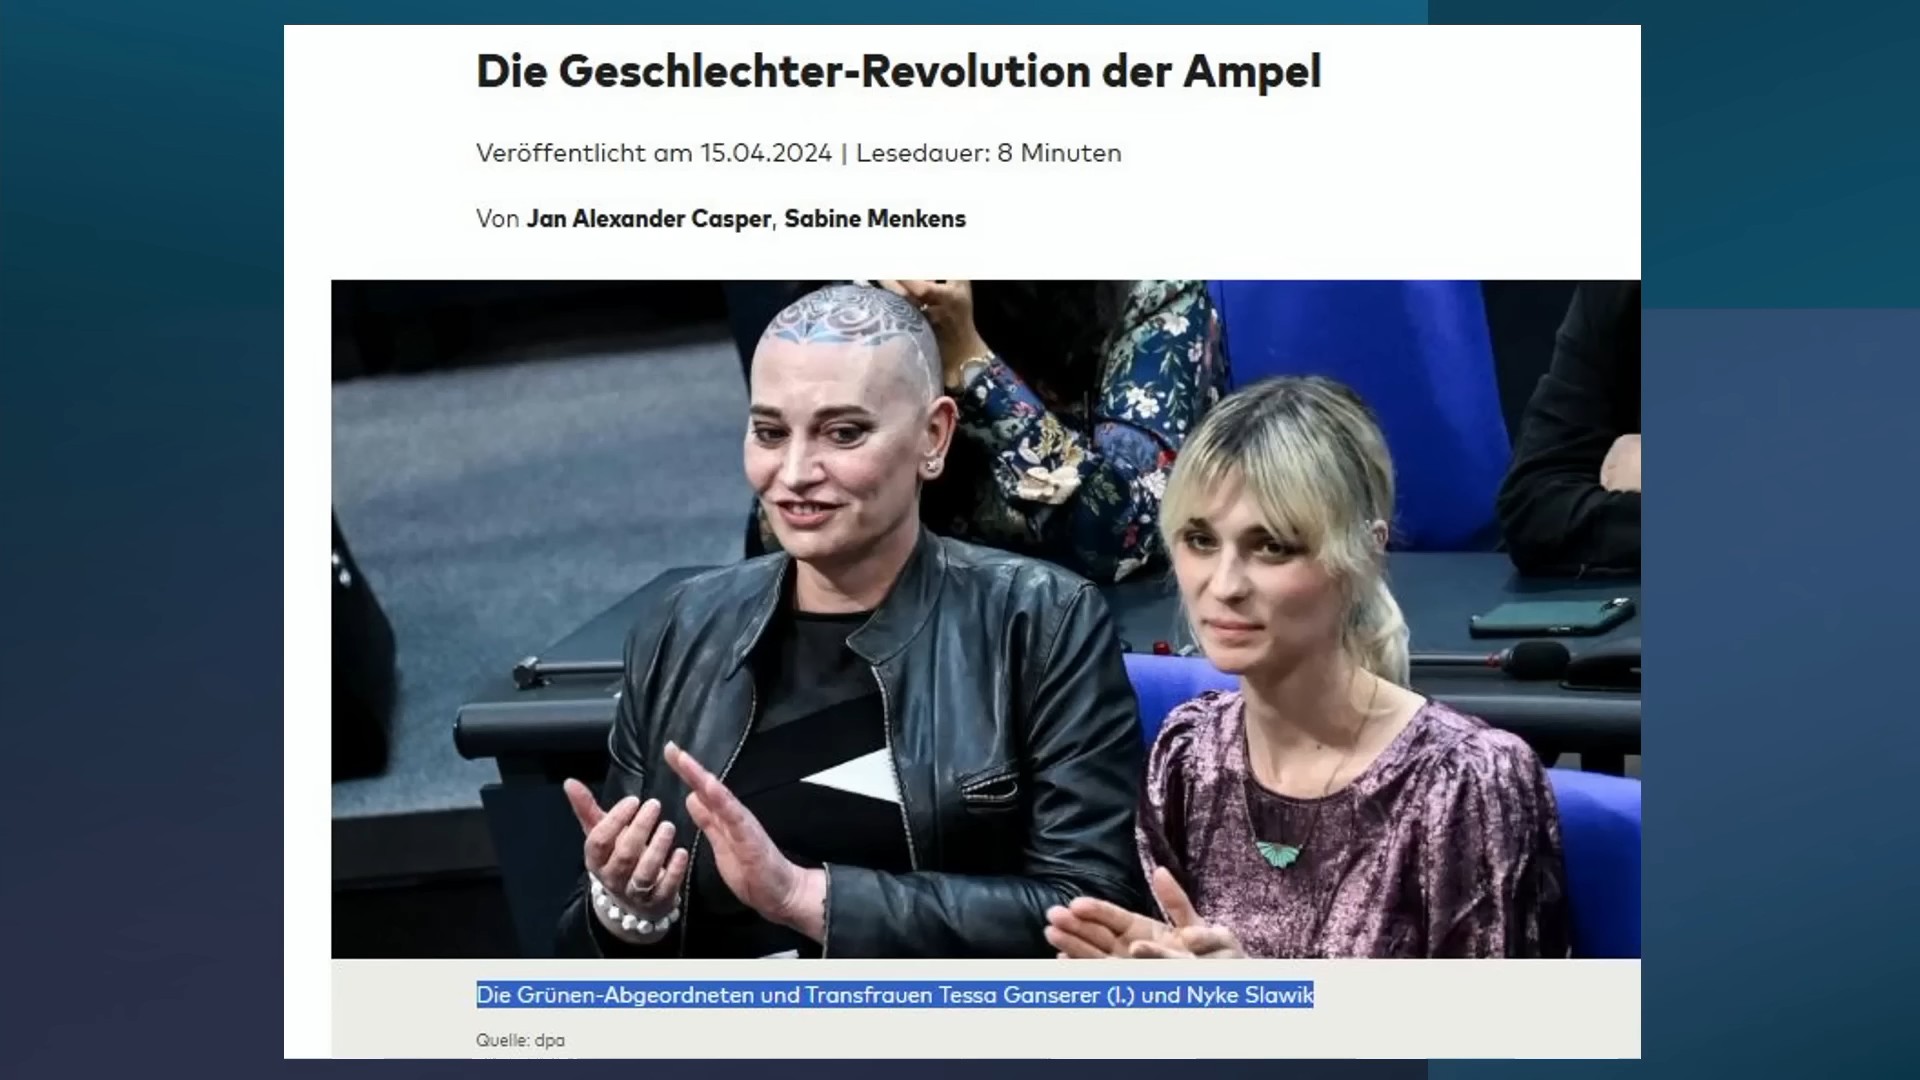 Die Geschlechter-Revolution der Ampel
Veröffentlicht am 15.04.2024 | Lesedauer: 8 Minuten
Von Jan Alexander Casper, Sabine Menkens
Die Grünen-Abgeordneten und Transfrauen Tessa Ganserer (l.) und Nyke Slawik
Quelle: dpa